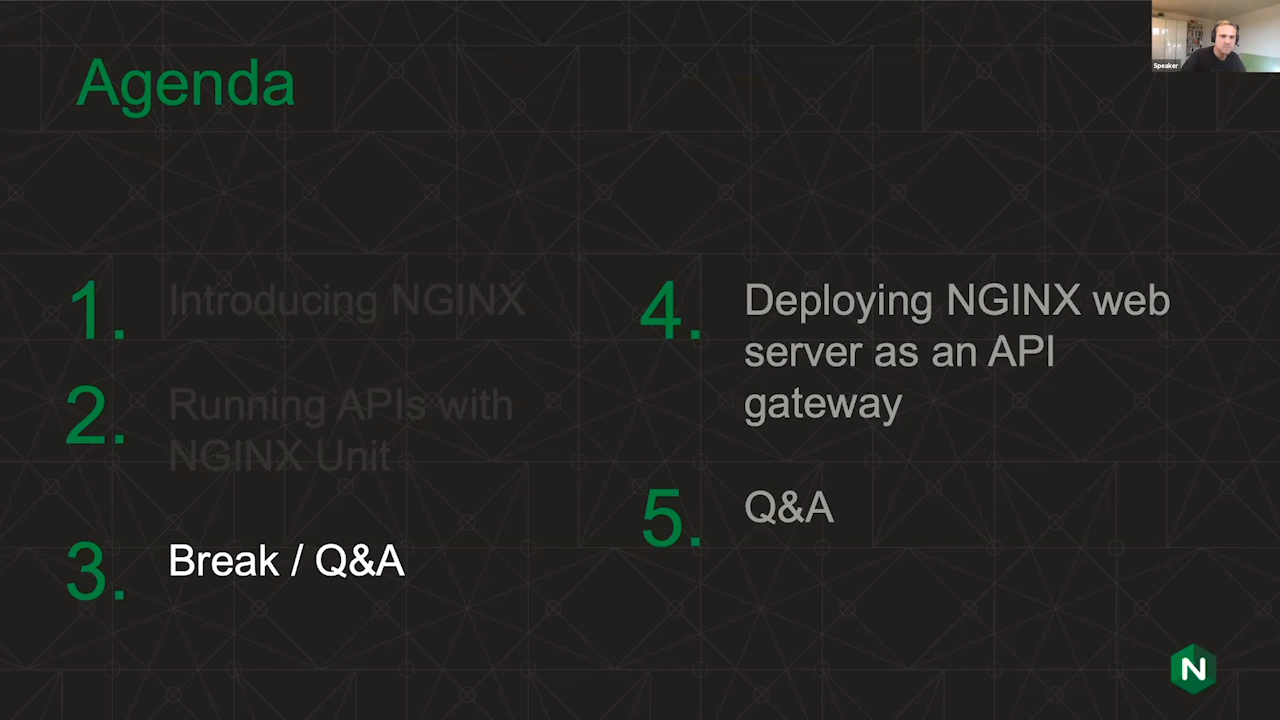 Agenda
Speaker
1.
Introducing NGINX
2.
Running APIs with
NGINX Unit
3.
Break / Q&A
4.
Deploying NGINX web
server as an API
gateway
5.
Q&A
N